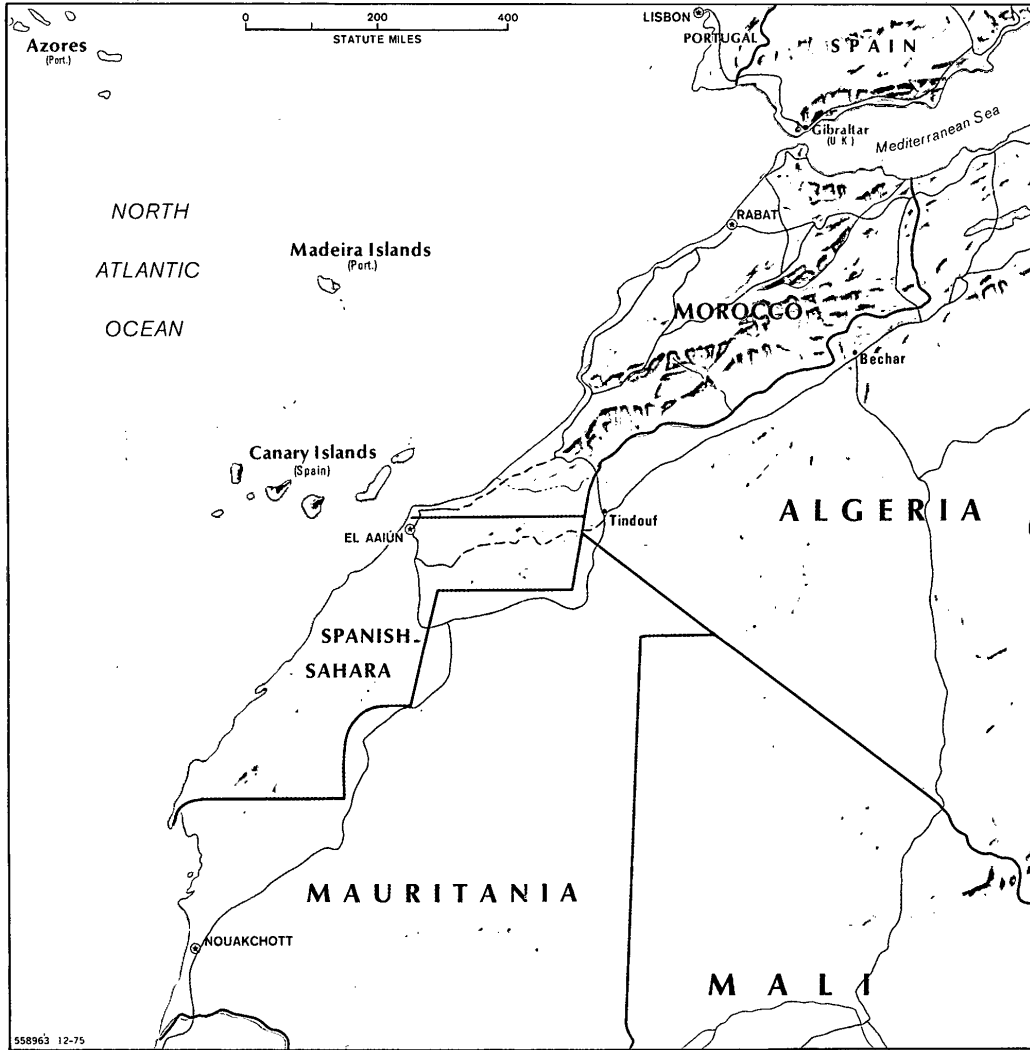 0 200 400
STATUTE MILES
LISBON
PORTUGAL
SPAIN
Azores
(Port.)
Gibraltar
(U K)
Mediterranean Sea
NORTH
ATLANTIC
OCEAN
RABAT
Madeira Islands
(Port.)
MOROCCO
Bechar
Canary Islands
(Spain)
ALGERIA
Tindouf
EL AAIÚN
SPANISH
SAHARA
MAURITANIA
NOUAKCHOTT
MALI
558963 12-75